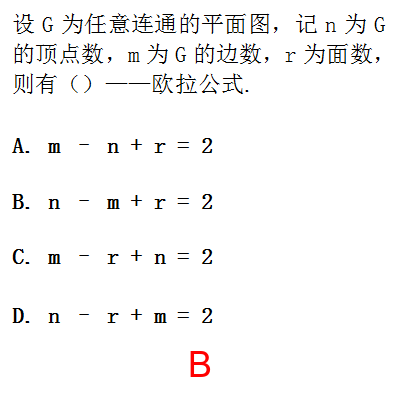 设 G 为任意连通的平面图，记 n 为 G
的顶点数，m 为 G 的边数，r 为面数，
则有（）——欧拉公式.
A. m - n + r = 2
B. n - m + r = 2
C. m - r + n = 2
D. n - r + m = 2
B